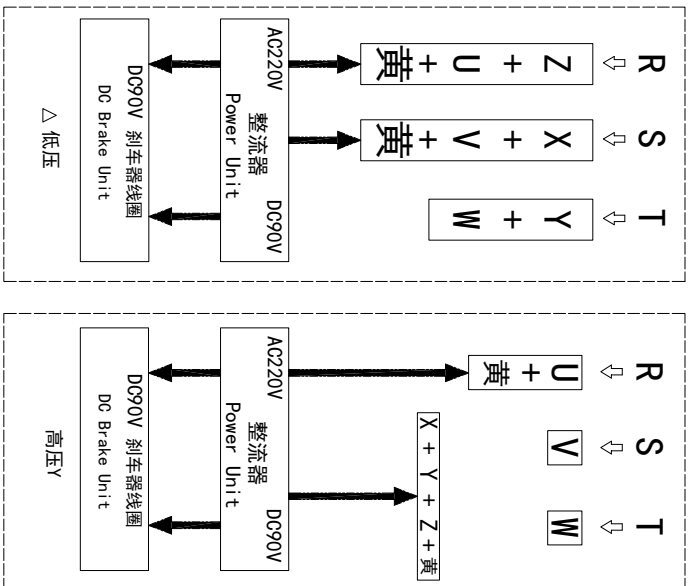 R S T
Z + U + 黄
X + V + 黄
Y + W
AC220V DC90V
整流器
Power Unit
DC90V 刹车器线圈
DC Brake Unit
△ 低压
R S T
U + 黄
V
W
X + Y + Z + 黄
AC220V DC90V
整流器
Power Unit
DC90V 刹车器线圈
DC Brake Unit
高压Y